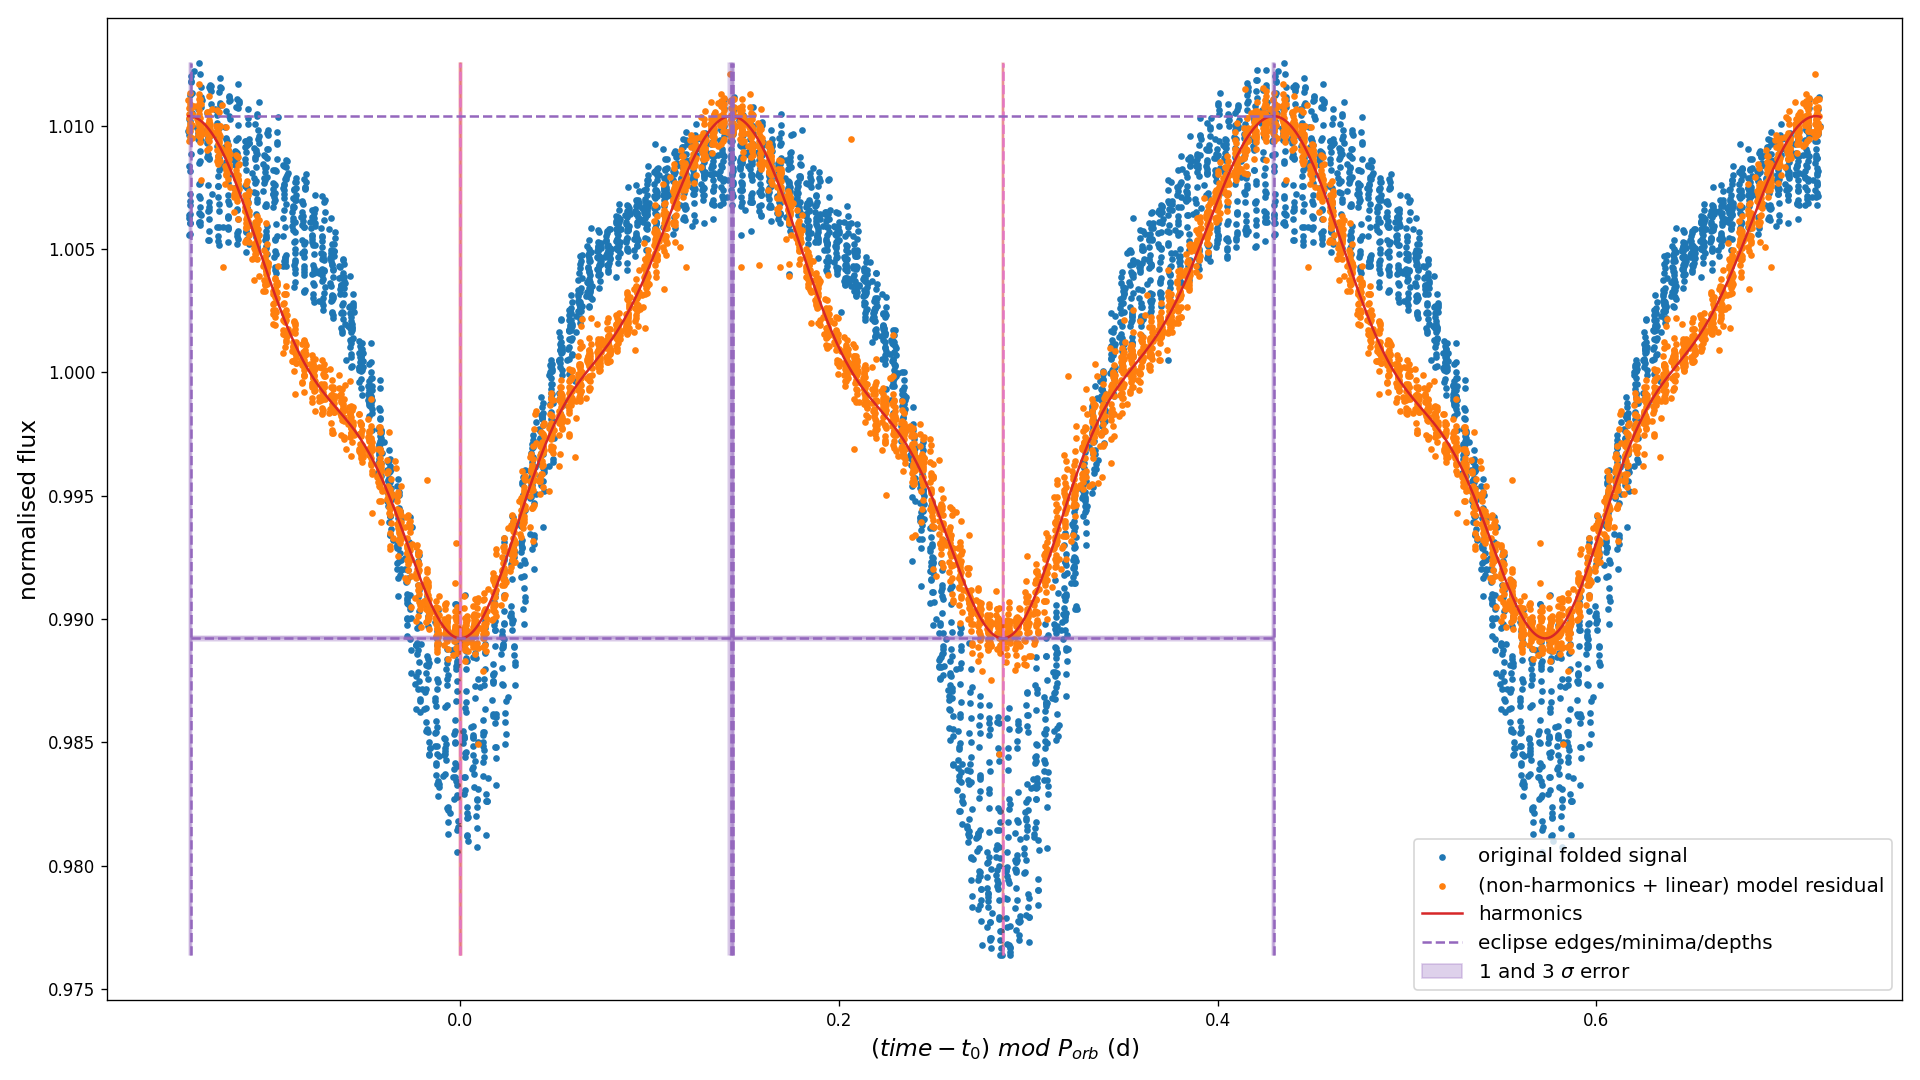 normalised flux
1.010
1.005
1.000
0.995
0.990
0.985
0.980
0.975
original folded signal
(non-harmonics + linear) model residual
harmonics
eclipse edges/minima/depths
1 and 3 σ error
0.0 0.2 0.4 0.6
(time − t₀) mod Pₒᵣb (d)